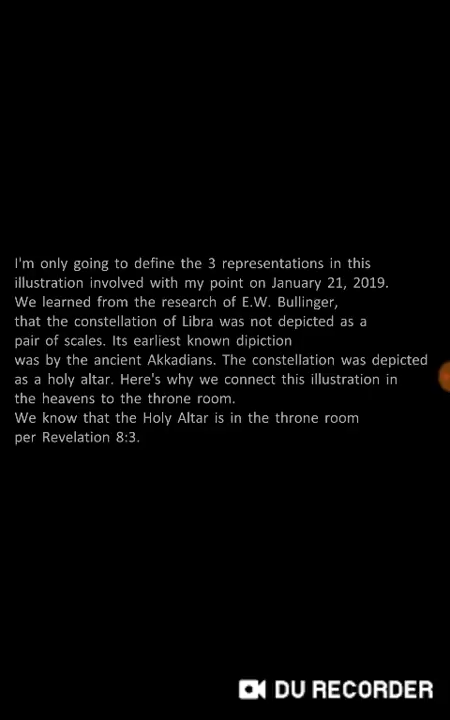 I'm only going to define the 3 representations in this
illustration involved with my point on January 21, 2019.
We learned from the research of E.W. Bullinger,
that the constellation of Libra was not depicted as a
pair of scales. Its earliest known dipiction
was by the ancient Akkadians. The constellation was depicted
as a holy altar. Here's why we connect this illustration in
the heavens to the throne room.
We know that the Holy Altar is in the throne room
per Revelation 8:3.
DU RECORDER